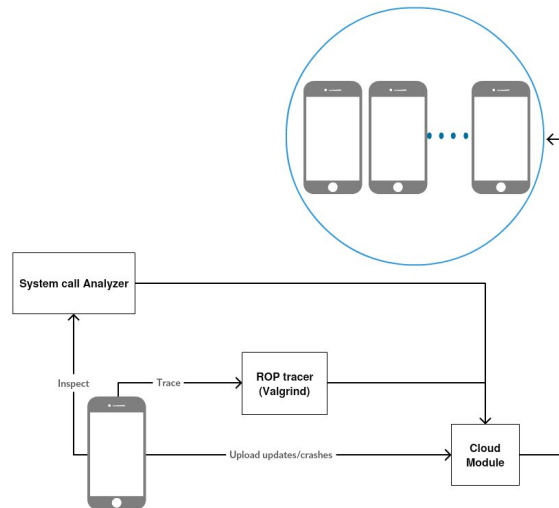 System call Analyzer
Inspect
Trace
ROP tracer
(Valgrind)
Upload updates/crashes
Cloud
Module